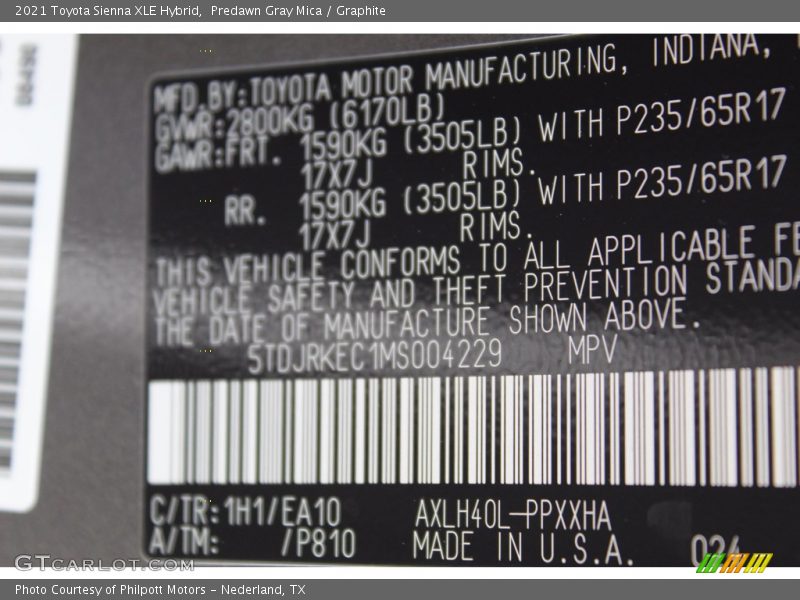 2021 Toyota Sienna XLE Hybrid, Predawn Gray Mica / Graphite
MFD.BY:TOYOTA MOTOR MANUFACTURING, INDIANA,
GVWR:2800KG (6170LB)
GAWR:FRT. 1590KG (3505LB) WITH P235/65R17
17X7J RIMS.
RR. 1590KG (3505LB) WITH P235/65R17
17X7J RIMS.
THIS VEHICLE CONFORMS TO ALL APPLICABLE FE
VEHICLE SAFETY AND THEFT PREVENTION STANDA
THE DATE OF MANUFACTURE SHOWN ABOVE.
5TDJRKEC1MS004229 MPV
C/TR:1H1/EA10 AXLH40L-PPXXHA
A/TM: /P810 MADE IN U.S.A.
GTCARLOT.COM
Photo Courtesy of Philpott Motors - Nederland, TX